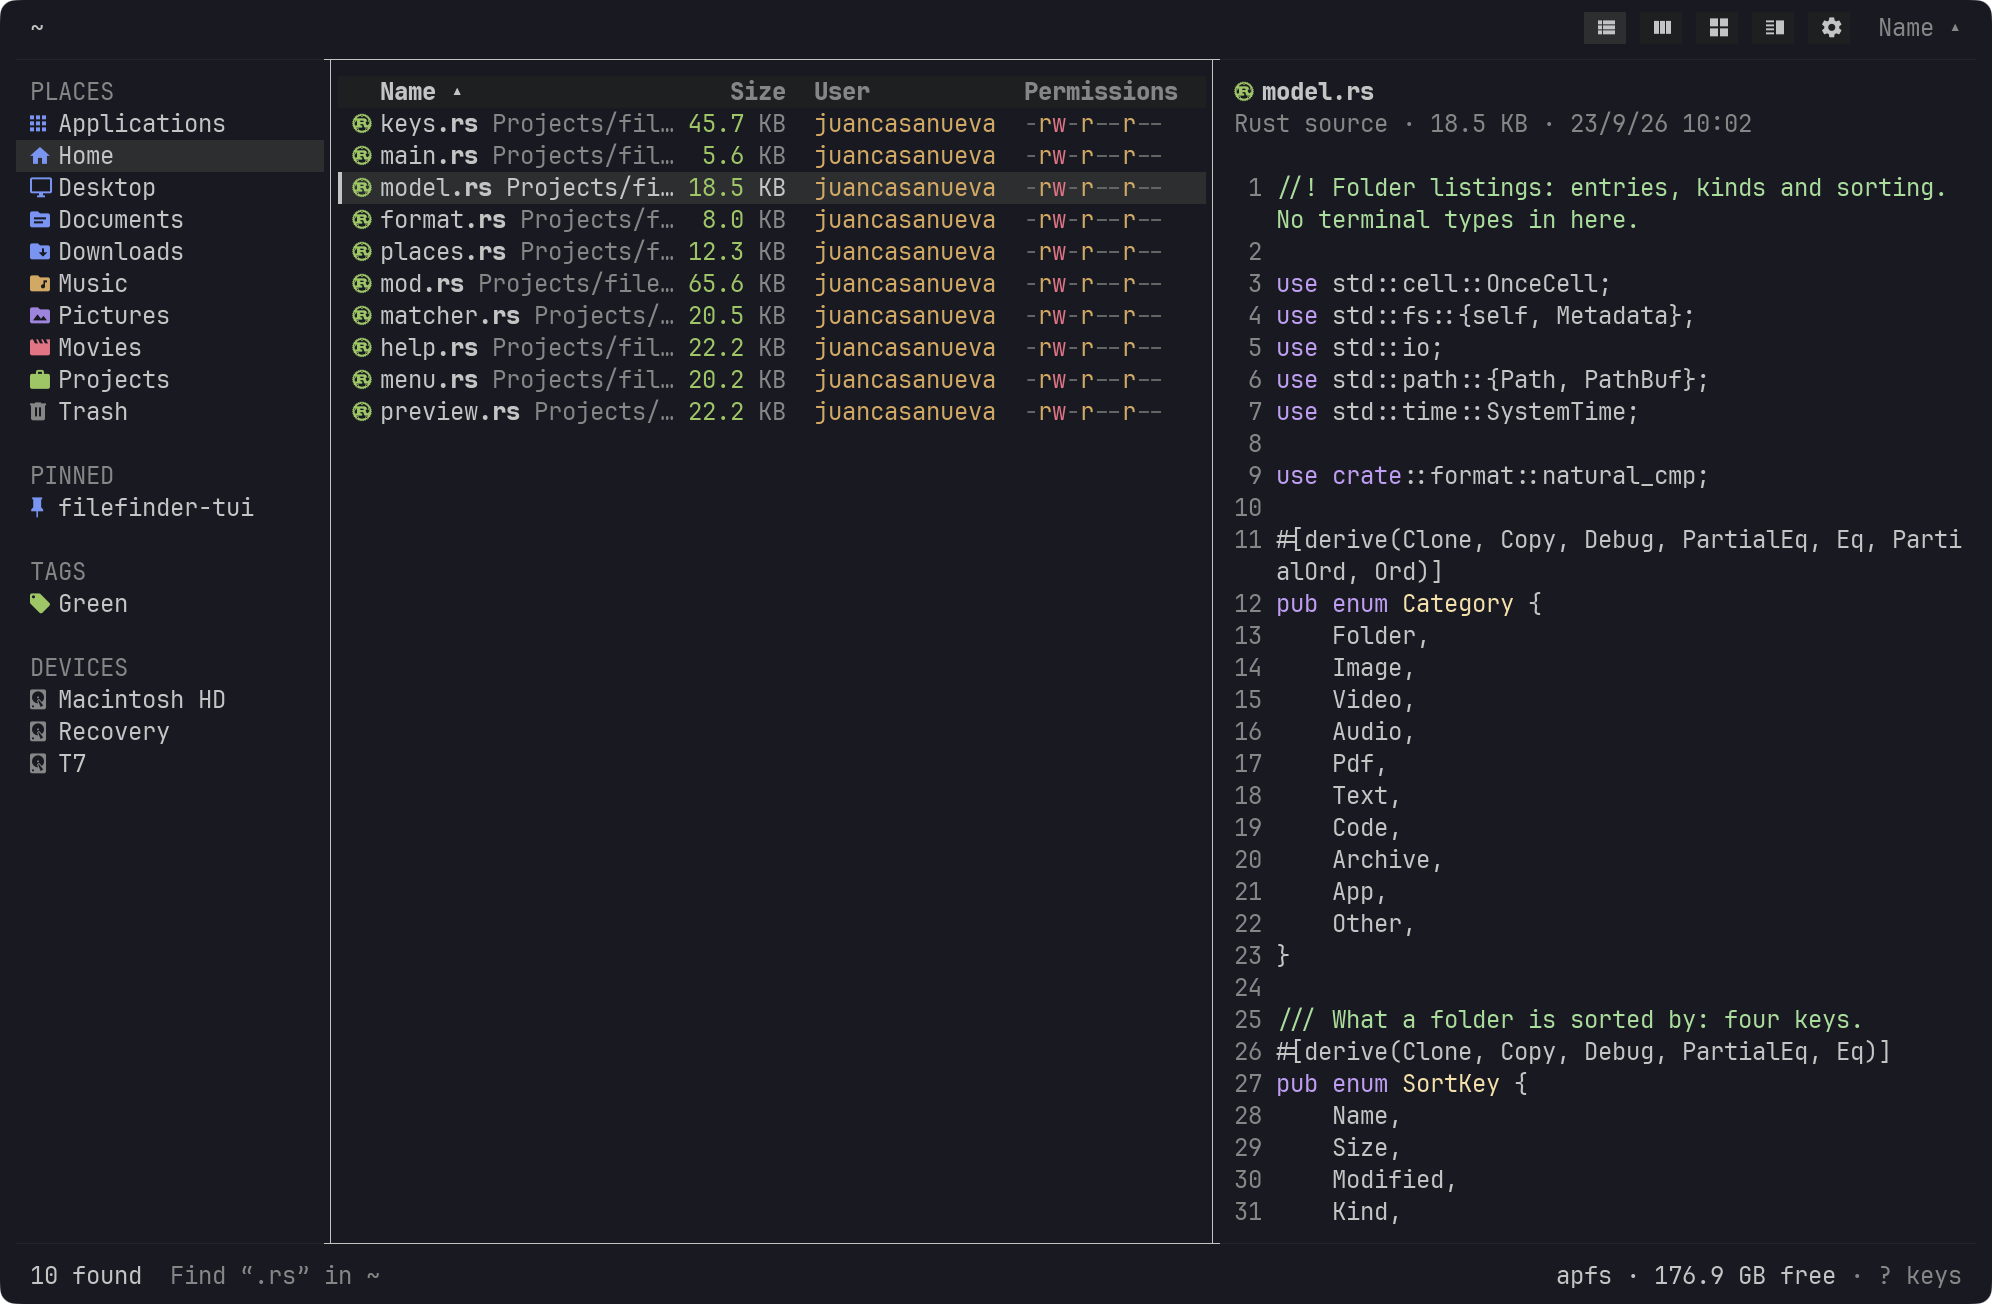 ~
Name ▲
PLACES
Applications
Home
Desktop
Documents
Downloads
Music
Pictures
Movies
Projects
Trash
PINNED
filefinder-tui
TAGS
Green
DEVICES
Macintosh HD
Recovery
T7
Name ▲ Size User Permissions
keys.rs Projects/fil… 45.7 KB juancasanueva -rw-r--r--
main.rs Projects/fil… 5.6 KB juancasanueva -rw-r--r--
model.rs Projects/fi… 18.5 KB juancasanueva -rw-r--r--
format.rs Projects/f… 8.0 KB juancasanueva -rw-r--r--
places.rs Projects/f… 12.3 KB juancasanueva -rw-r--r--
mod.rs Projects/file… 65.6 KB juancasanueva -rw-r--r--
matcher.rs Projects/… 20.5 KB juancasanueva -rw-r--r--
help.rs Projects/fil… 22.2 KB juancasanueva -rw-r--r--
menu.rs Projects/fil… 20.2 KB juancasanueva -rw-r--r--
preview.rs Projects/… 22.2 KB juancasanueva -rw-r--r--
model.rs
Rust source · 18.5 KB · 23/9/26 10:02
1 //! Folder listings: entries, kinds and sorting.
No terminal types in here.
2
3 use std::cell::OnceCell;
4 use std::fs::{self, Metadata};
5 use std::io;
6 use std::path::{Path, PathBuf};
7 use std::time::SystemTime;
8
9 use crate::format::natural_cmp;
10
11 #[derive(Clone, Copy, Debug, PartialEq, Eq, Parti
alOrd, Ord)]
12 pub enum Category {
13     Folder,
14     Image,
15     Video,
16     Audio,
17     Pdf,
18     Text,
19     Code,
20     Archive,
21     App,
22     Other,
23 }
24
25 /// What a folder is sorted by: four keys.
26 #[derive(Clone, Copy, Debug, PartialEq, Eq)]
27 pub enum SortKey {
28     Name,
29     Size,
30     Modified,
31     Kind,
10 found Find “.rs” in ~
apfs · 176.9 GB free · ? keys